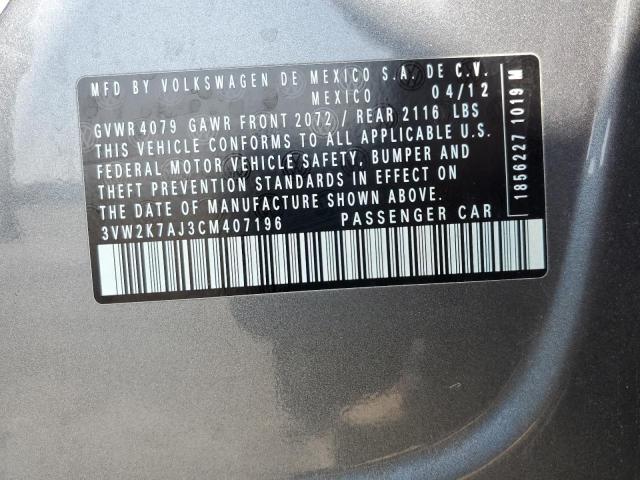 MFD BY VOLKSWAGEN DE MEXICO S.A. DE C.V.
MEXICO 04/12
GVWR 4079 GAWR FRONT 2072 / REAR 2116 LBS
THIS VEHICLE CONFORMS TO ALL APPLICABLE U.S.
FEDERAL MOTOR VEHICLE SAFETY, BUMPER AND
THEFT PREVENTION STANDARDS IN EFFECT ON
THE DATE OF MANUFACTURE SHOWN ABOVE.
3VW2K7AJ3CM407196 PASSENGER CAR
1856227 1019 M